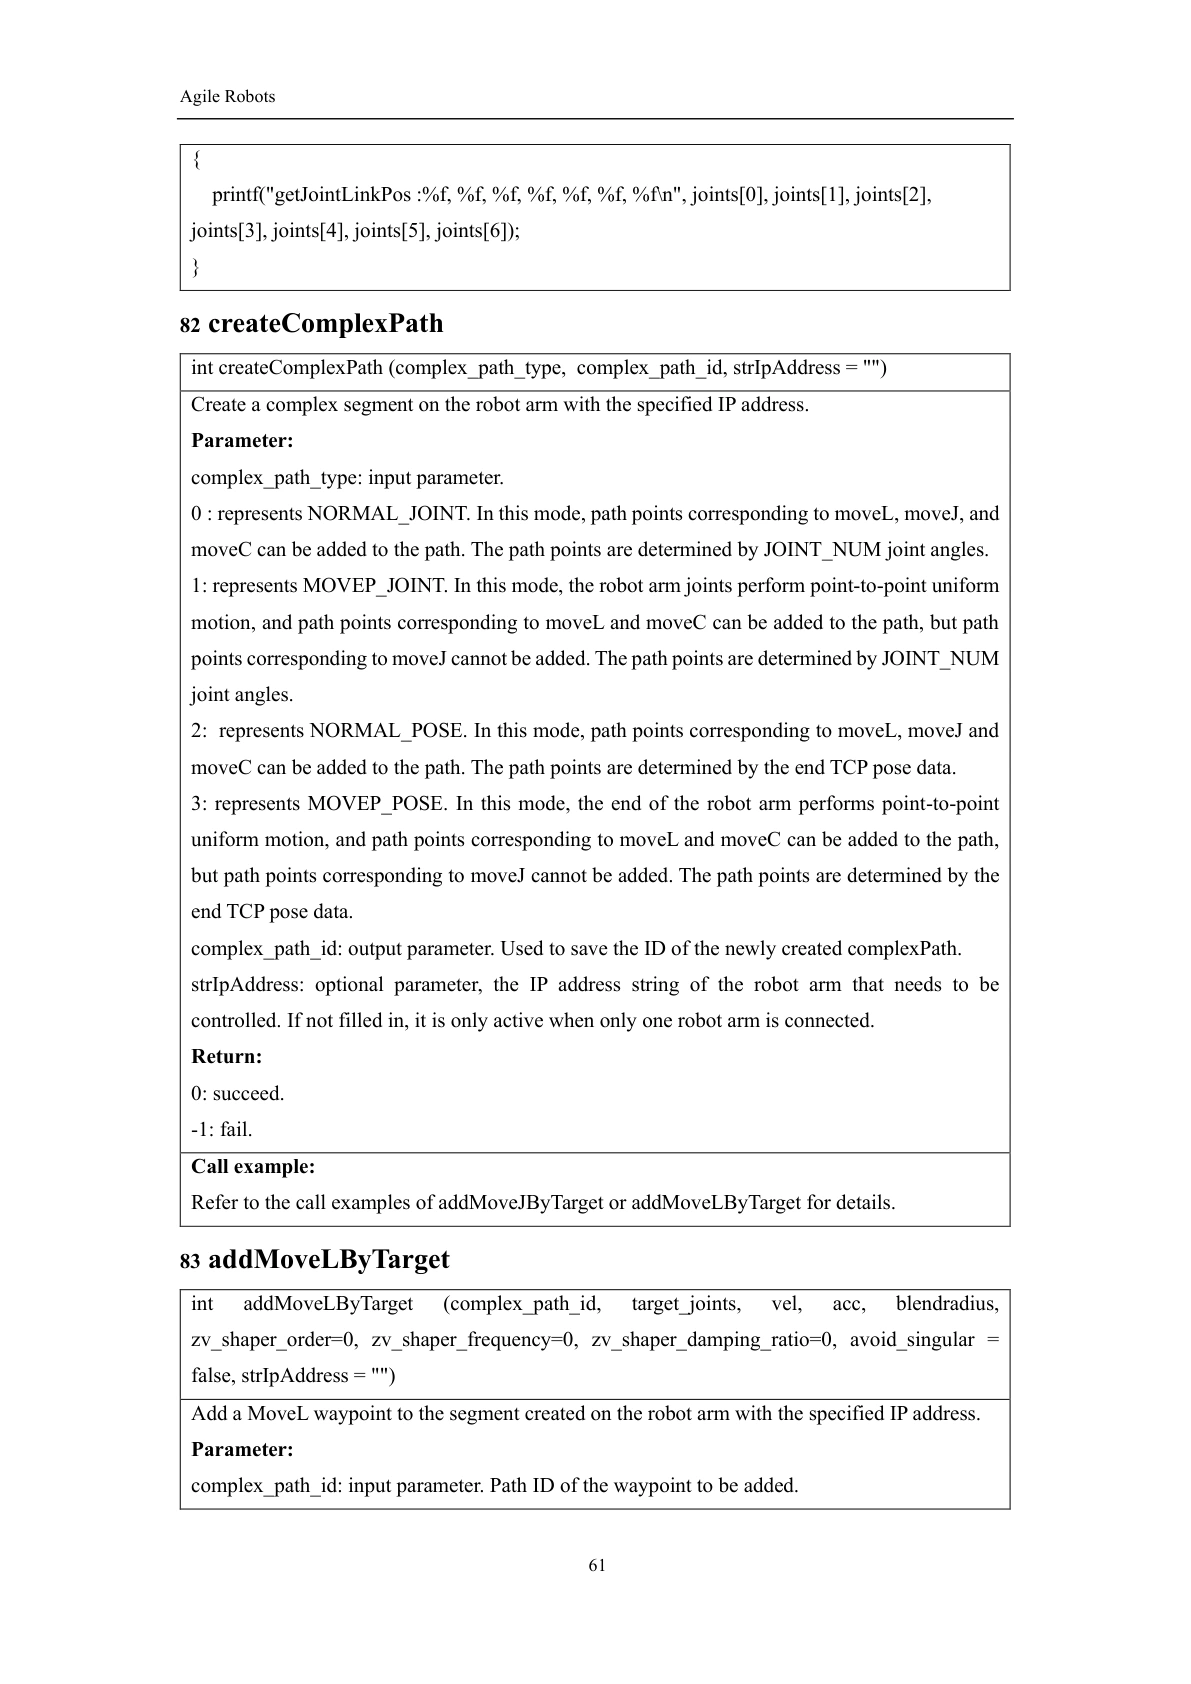 Agile Robots
{
printf("getJointLinkPos :%f, %f, %f, %f, %f, %f, %f\n", joints[0], joints[1], joints[2],
joints[3], joints[4], joints[5], joints[6]);
}
82 createComplexPath
int createComplexPath (complex_path_type, complex_path_id, strIpAddress = "")
Create a complex segment on the robot arm with the specified IP address.
Parameter:
complex_path_type: input parameter.
0 : represents NORMAL_JOINT. In this mode, path points corresponding to moveL, moveJ, and
moveC can be added to the path. The path points are determined by JOINT_NUM joint angles.
1: represents MOVEP_JOINT. In this mode, the robot arm joints perform point-to-point uniform
motion, and path points corresponding to moveL and moveC can be added to the path, but path
points corresponding to moveJ cannot be added. The path points are determined by JOINT_NUM
joint angles.
2: represents NORMAL_POSE. In this mode, path points corresponding to moveL, moveJ and
moveC can be added to the path. The path points are determined by the end TCP pose data.
3: represents MOVEP_POSE. In this mode, the end of the robot arm performs point-to-point
uniform motion, and path points corresponding to moveL and moveC can be added to the path,
but path points corresponding to moveJ cannot be added. The path points are determined by the
end TCP pose data.
complex_path_id: output parameter. Used to save the ID of the newly created complexPath.
strIpAddress: optional parameter, the IP address string of the robot arm that needs to be
controlled. If not filled in, it is only active when only one robot arm is connected.
Return:
0: succeed.
-1: fail.
Call example:
Refer to the call examples of addMoveJByTarget or addMoveLByTarget for details.
83 addMoveLByTarget
int addMoveLByTarget (complex_path_id, target_joints, vel, acc, blendradius,
zv_shaper_order=0, zv_shaper_frequency=0, zv_shaper_damping_ratio=0, avoid_singular =
false, strIpAddress = "")
Add a MoveL waypoint to the segment created on the robot arm with the specified IP address.
Parameter:
complex_path_id: input parameter. Path ID of the waypoint to be added.
61